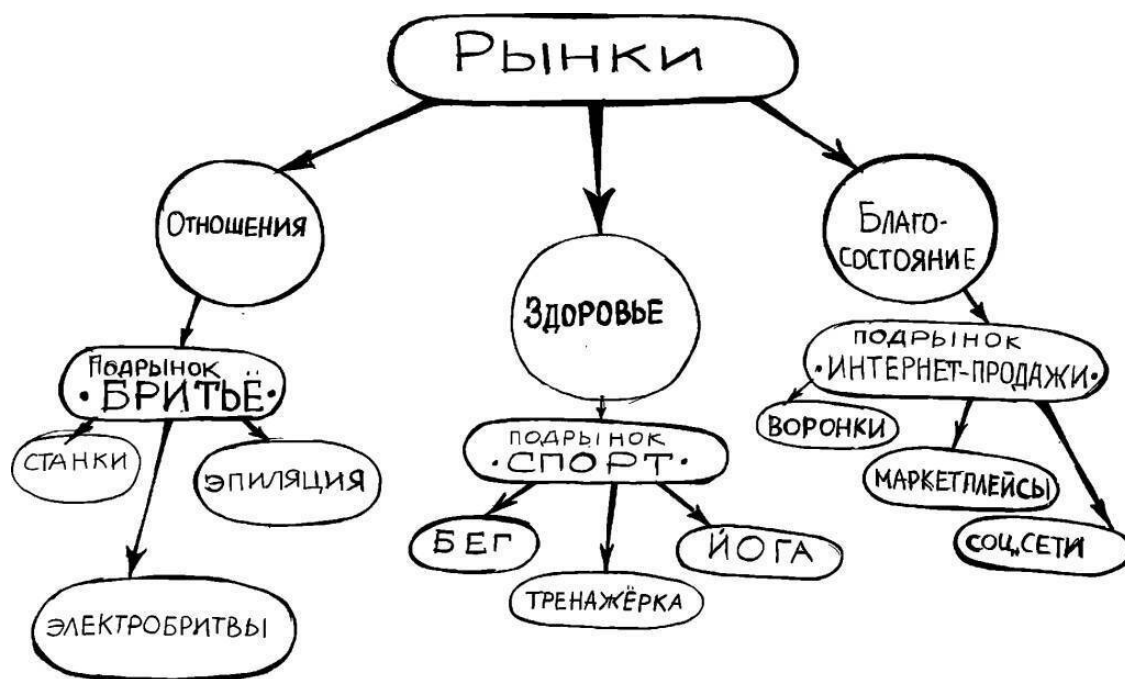 Рынки
Отношения
Подрынок
•БРИТЬЁ•
СТАНКИ
ЭПИЛЯЦИЯ
ЭЛЕКТРОБРИТВЫ
ЗДОРОВЬЕ
ПОДРЫНОК
•СПОРТ•
БЕГ
ТРЕНАЖЁРКА
ЙОГА
БЛАГО-
СОСТОЯНИЕ
ПОДРЫНОК
•ИНТЕРНЕТ-ПРОДАЖИ•
ВОРОНКИ
МАРКЕТПЛЕЙСЫ
СОЦ. СЕТИ